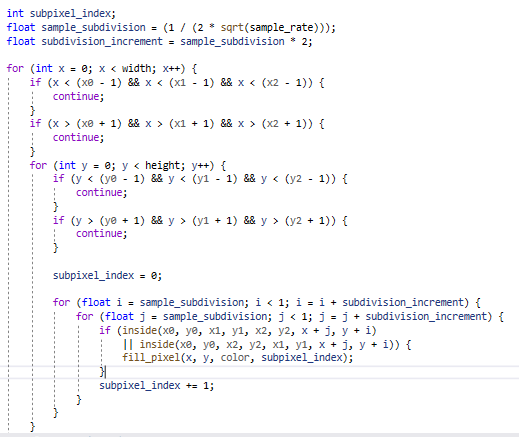 int subpixel_index;
float sample_subdivision = (1 / (2 * sqrt(sample_rate)));
float subdivision_increment = sample_subdivision * 2;

for (int x = 0; x < width; x++) {
    if (x < (x0 - 1) && x < (x1 - 1) && x < (x2 - 1)) {
        continue;
    }
    if (x > (x0 + 1) && x > (x1 + 1) && x > (x2 + 1)) {
        continue;
    }
    for (int y = 0; y < height; y++) {
        if (y < (y0 - 1) && y < (y1 - 1) && y < (y2 - 1)) {
            continue;
        }
        if (y > (y0 + 1) && y > (y1 + 1) && y > (y2 + 1)) {
            continue;
        }

        subpixel_index = 0;

        for (float i = sample_subdivision; i < 1; i = i + subdivision_increment) {
            for (float j = sample_subdivision; j < 1; j = j + subdivision_increment) {
                if (inside(x0, y0, x1, y1, x2, y2, x + j, y + i)
                    || inside(x0, y0, x2, y2, x1, y1, x + j, y + i)) {
                    fill_pixel(x, y, color, subpixel_index);
                }
                subpixel_index += 1;
            }
        }
    }